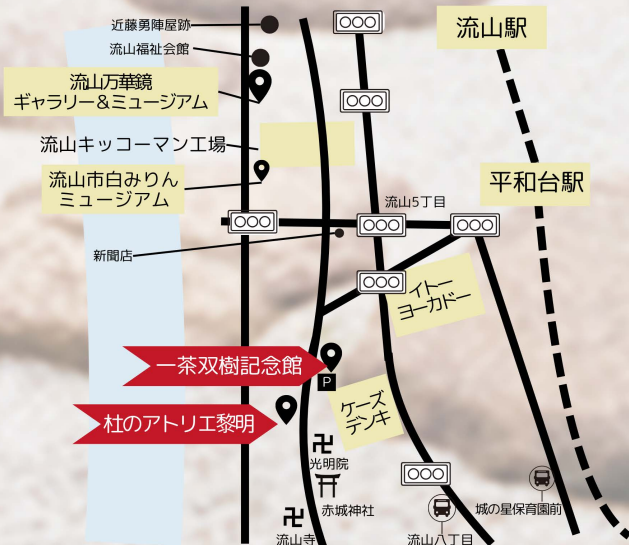 近藤勇陣屋跡
流山福祉会館
流山万華鏡
ギャラリー&ミュージアム
流山キッコーマン工場
流山市白みりん
ミュージアム
新聞店
流山駅
平和台駅
流山5丁目
イトー
ヨーカドー
一茶双樹記念館
P
杜のアトリエ黎明
ケーズ
デンキ
光明院
赤城神社
流山寺
城の星保育園前
流山八丁目